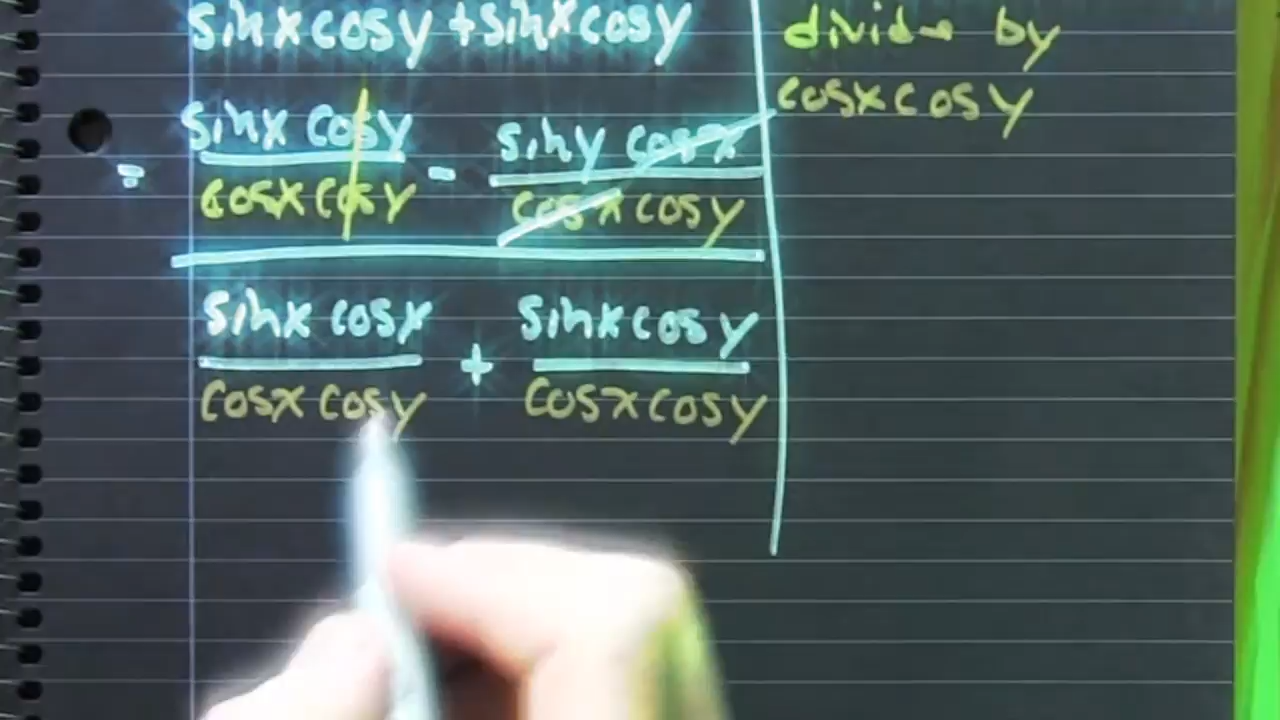 sinx cosy + sinx cosy
divide by
cosx cosy
= sinx cosy / cosx cosy - siny cosx / cosx cosy
sinx cosx / cosx cosy + sinx cosy / cosx cosy